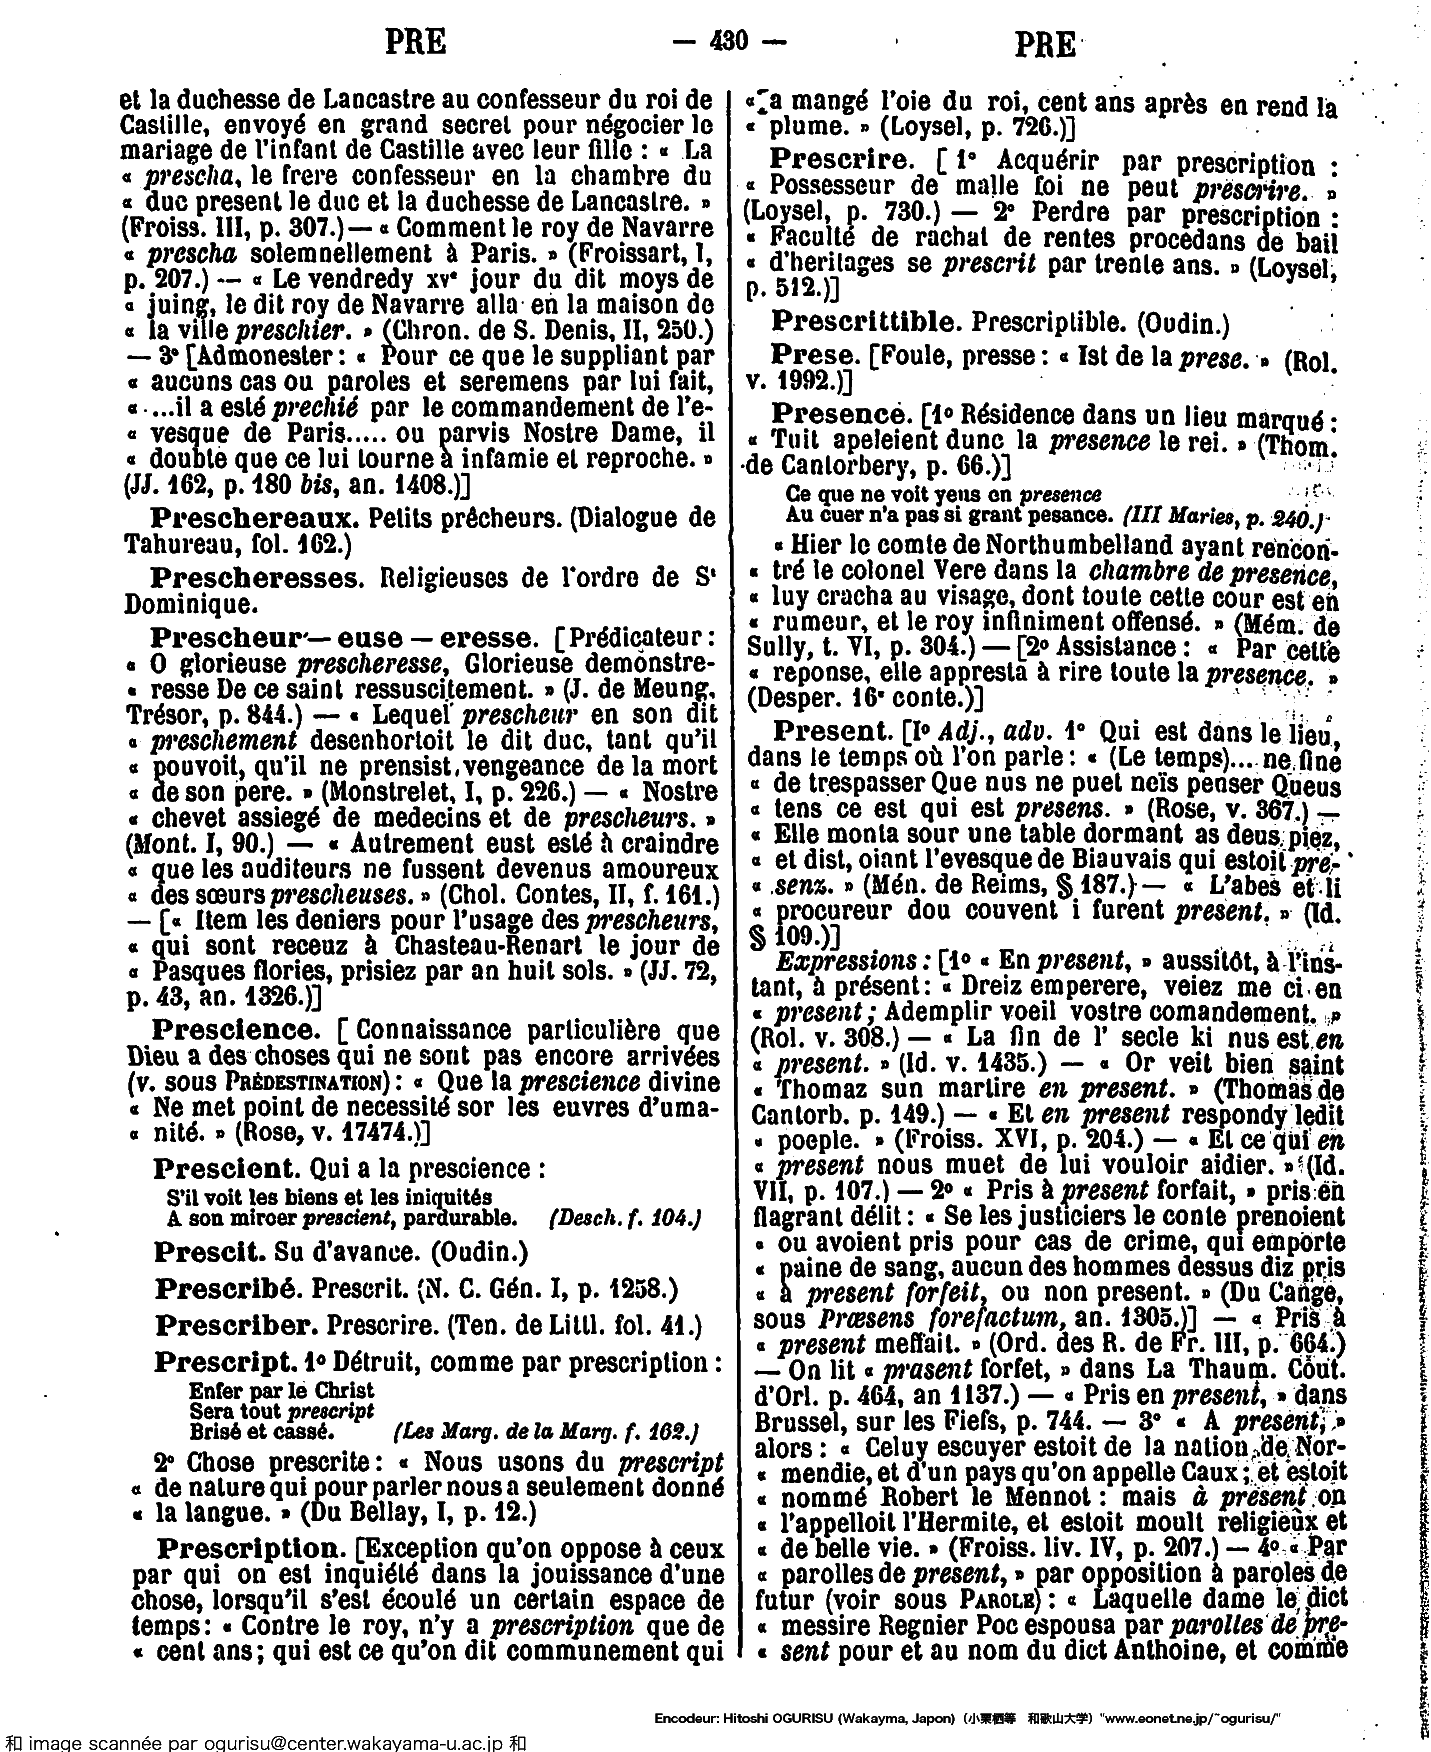 PRE — 430 — PRE
et la duchesse de Lancastre au confesseur du roi de
Castille, envoyé en grand secret pour négocier le
mariage de l'infant de Castille avec leur fille : « La
« prescha, le frere confesseur en la chambre du
« duc present le duc et la duchesse de Lancastre. »
(Froiss. III, p. 307.) — « Comment le roy de Navarre
« prescha solemnellement à Paris. » (Froissart, I,
p. 207.) — « Le vendredy xvᵉ jour du dit moys de
« juing, le dit roy de Navarre alla en la maison de
« la ville preschier. » (Chron. de S. Denis, II, 250.)
— 3° [Admonester : « Pour ce que le suppliant par
« aucuns cas ou paroles et seremens par lui fait,
« ...il a esté prechié par le commandement de l'e-
« vesque de Paris..... ou parvis Nostre Dame, il
« doubte que ce lui tourne à infamie et reproche. »
(JJ. 162, p. 180 bis, an. 1408.)]
Preschereaux. Petits prêcheurs. (Dialogue de
Tahureau, fol. 162.)
Prescheresses. Religieuses de l'ordre de Sᵗ
Dominique.
Prescheur — euse — eresse. [Prédicateur :
« O glorieuse prescheresse, Glorieuse demonstre-
« resse De ce saint ressuscitement. » (J. de Meung,
Trésor, p. 844.) — « Lequel prescheur en son dit
« preschement desenhortoit le dit duc, tant qu'il
« pouvoit, qu'il ne prensist vengeance de la mort
« de son pere. » (Monstrelet, I, p. 226.) — « Nostre
« chevet assiegé de medecins et de prescheurs. »
(Mont. I, 90.) — « Autrement eust esté à craindre
« que les auditeurs ne fussent devenus amoureux
« des sœurs prescheuses. » (Chol. Contes, II, f. 161.)
— [« Item les deniers pour l'usage des prescheurs,
« qui sont receuz à Chasteau-Renart le jour de
« Pasques flories, prisiez par an huit sols. » (JJ. 72,
p. 43, an. 1326.)]
Prescience. [Connaissance particulière que
Dieu a des choses qui ne sont pas encore arrivées
(v. sous PRÉDESTINATION) : « Que la prescience divine
« Ne met point de necessité sor les euvres d'uma-
« nité. » (Rose, v. 17474.)]
Prescient. Qui a la prescience :
S'il voit les biens et les iniquités
A son miroer prescient, pardurable. (Desch. f. 104.)
Prescit. Su d'avance. (Oudin.)
Prescribé. Prescrit. (N. C. Gén. I, p. 1258.)
Prescriber. Prescrire. (Ten. de Littl. fol. 41.)
Prescript. 1° Détruit, comme par prescription :
Enfer par le Christ
Sera tout prescript
Brisé et cassé. (Les Marg. de la Marg. f. 162.)
2° Chose prescrite : « Nous usons du prescript
« de nature qui pour parler nous a seulement donné
« la langue. » (Du Bellay, I, p. 12.)
Prescription. [Exception qu'on oppose à ceux
par qui on est inquiété dans la jouissance d'une
chose, lorsqu'il s'est écoulé un certain espace de
temps : « Contre le roy, n'y a prescription que de
« cent ans ; qui est ce qu'on dit communement qui
« a mangé l'oie du roi, cent ans après en rend la
« plume. » (Loysel, p. 726.)]
Prescrire. [1° Acquérir par prescription :
« Possesseur de malle foi ne peut prescrire. »
(Loysel, p. 730.) — 2° Perdre par prescription :
« Faculté de rachat de rentes procedans de bail
« d'heritages se prescrit par trente ans. » (Loysel,
p. 512.)]
Prescrittible. Prescriptible. (Oudin.)
Prese. [Foule, presse : « Ist de la prese. » (Rol.
v. 1992.)]
Presence. [1° Résidence dans un lieu marqué :
« Tuit apeleient dunc la presence le rei. » (Thom.
de Cantorbery, p. 66.)]
Ce que ne voit yeus en presence
Au cuer n'a pas si grant pesance. (III Maries, p. 240.)
« Hier le comte de Northumbelland ayant rencon-
« tré le colonel Vere dans la chambre de presence,
« luy cracha au visage, dont toute cette cour est en
« rumeur, et le roy infiniment offensé. » (Mém. de
Sully, t. VI, p. 304.) — [2° Assistance : « Par cette
« reponse, elle appresta à rire toute la presence. »
(Desper. 16ᵉ conte.)]
Present. [I° Adj., adv. 1° Qui est dans le lieu,
dans le temps où l'on parle : « (Le temps)... ne fine
« de trespasser Que nus ne puet neïs penser Queus
« tens ce est qui est presens. » (Rose, v. 367.) —
« Elle monta sour une table dormant as deus piez,
« et dist, oiant l'evesque de Biauvais qui estoit pre-
« senz. » (Mén. de Reims, § 187.) — « L'abes et li
« procureur dou couvent i furent present. » (Id.
§ 109.)]
Expressions : [1° « En present, » aussitôt, à l'ins-
tant, à présent : « Dreiz emperere, veiez me ci en
« present ; Ademplir voeil vostre comandement. »
(Rol. v. 308.) — « La fin de l' secle ki nus est en
« present. » (Id. v. 1435.) — « Or veit bien saint
« Thomaz sun martire en present. » (Thomas de
Cantorb. p. 149.) — « Et en present respondy ledit
« poeple. » (Froiss. XVI, p. 204.) — « Et ce qui en
« present nous muet de lui vouloir aidier. » (Id.
VII, p. 107.) — 2° « Pris à present forfait, » pris en
flagrant délit : « Se les justiciers le conte prenoient
« ou avoient pris pour cas de crime, qui emporte
« paine de sang, aucun des hommes dessus diz pris
« à present forfeit, ou non present. » (Du Cange,
sous Præsens forefactum, an. 1305.)] — « Pris à
« present meffait. » (Ord. des R. de Fr. III, p. 664.)
— On lit « prasent forfet, » dans La Thaum. Cout.
d'Orl. p. 464, an 1137.) — « Pris en present, » dans
Brussel, sur les Fiefs, p. 744. — 3° « A present, »
alors : « Celuy escuyer estoit de la nation de Nor-
« mendie, et d'un pays qu'on appelle Caux ; et estoit
« nommé Robert le Mennot : mais à présent on
« l'appelloit l'Hermite, et estoit moult religieux et
« de belle vie. » (Froiss. liv. IV, p. 207.) — 4° « Par
« parolles de present, » par opposition à paroles de
futur (voir sous PAROLE) : « Laquelle dame le dict
« messire Regnier Poc espousa par parolles de pre-
« sent pour et au nom du dict Anthoine, et comme
Encodeur: Hitoshi OGURISU (Wakayma, Japon) (小栗栖等 和歌山大学) "www.eonet.ne.jp/~ogurisu/"
和 image scannée par ogurisu@center.wakayama-u.ac.jp 和